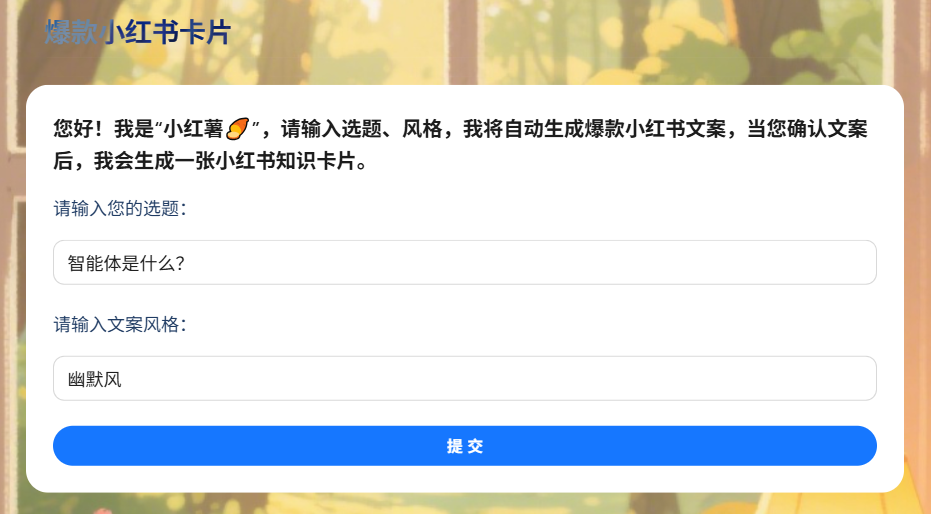 爆款小红书卡片
您好！我是“小红薯🍠”，请输入选题、风格，我将自动生成爆款小红书文案，当您确认文案
后，我会生成一张小红书知识卡片。
请输入您的选题：
智能体是什么？
请输入文案风格：
幽默风
提交